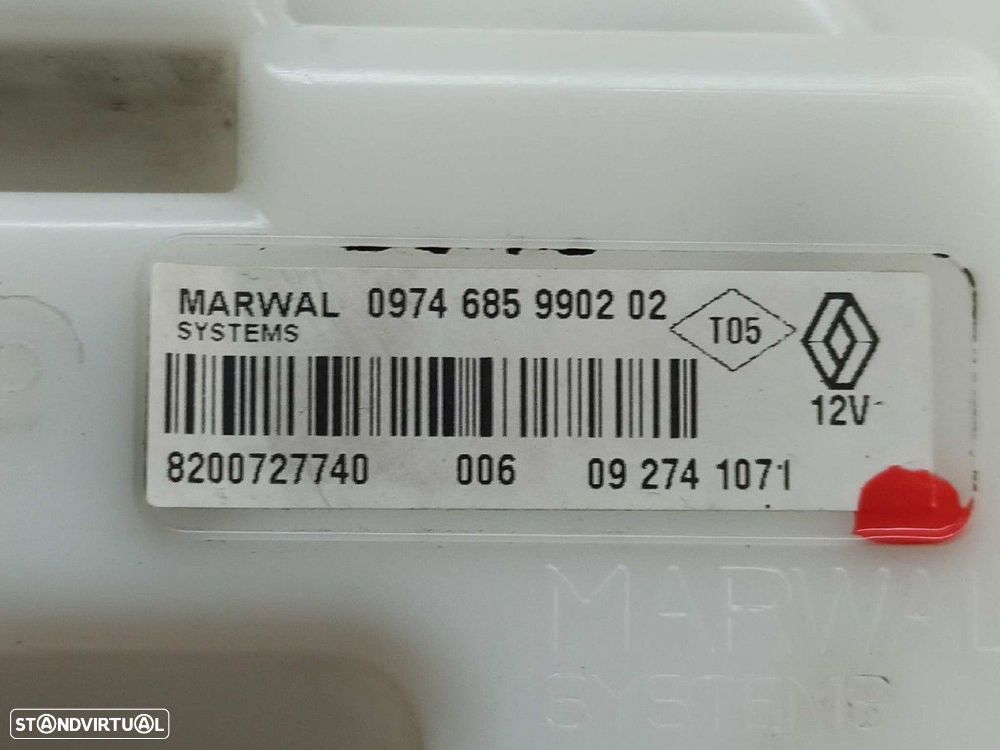 MARWAL 0974 685 9902 02
SYSTEMS
T05
12V
8200727740 006 09 274 1071
MARWAL
SYSTEMS
STANDVIRTUAL